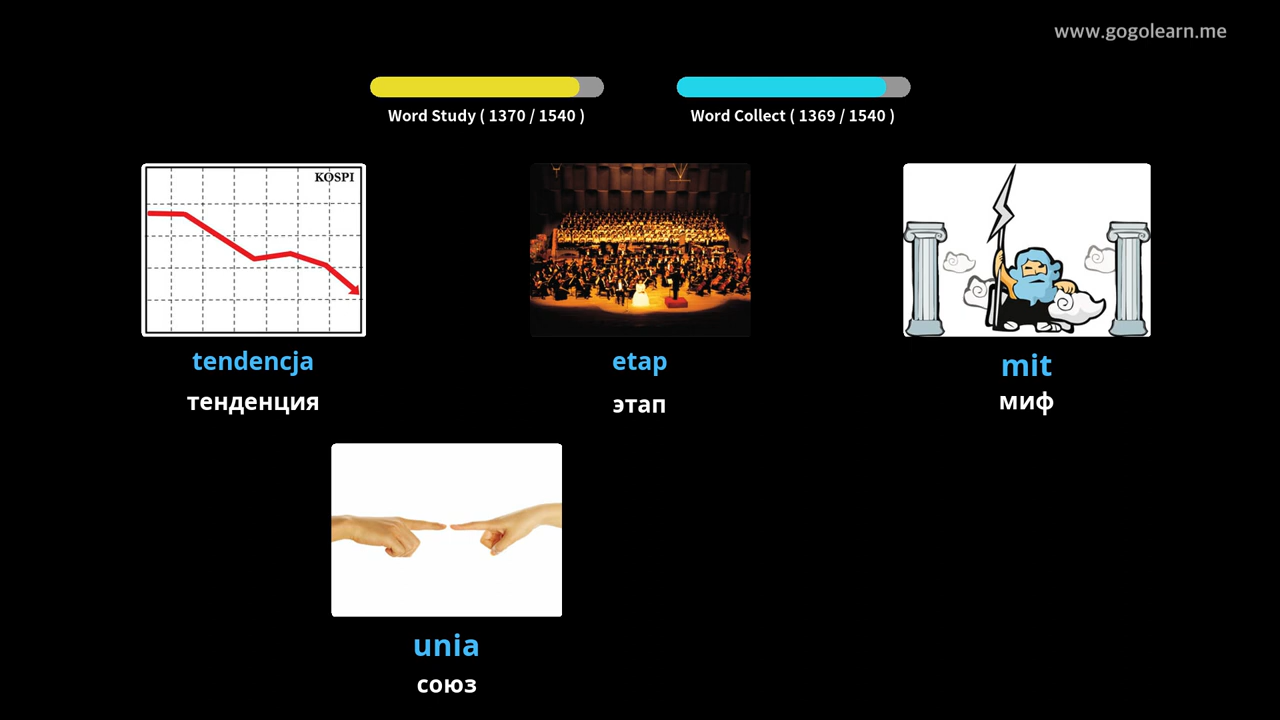 www.gogolearn.me
Word Study ( 1370 / 1540 )
Word Collect ( 1369 / 1540 )
KOSPI
tendencja
тенденция
etap
этап
mit
миф
unia
союз